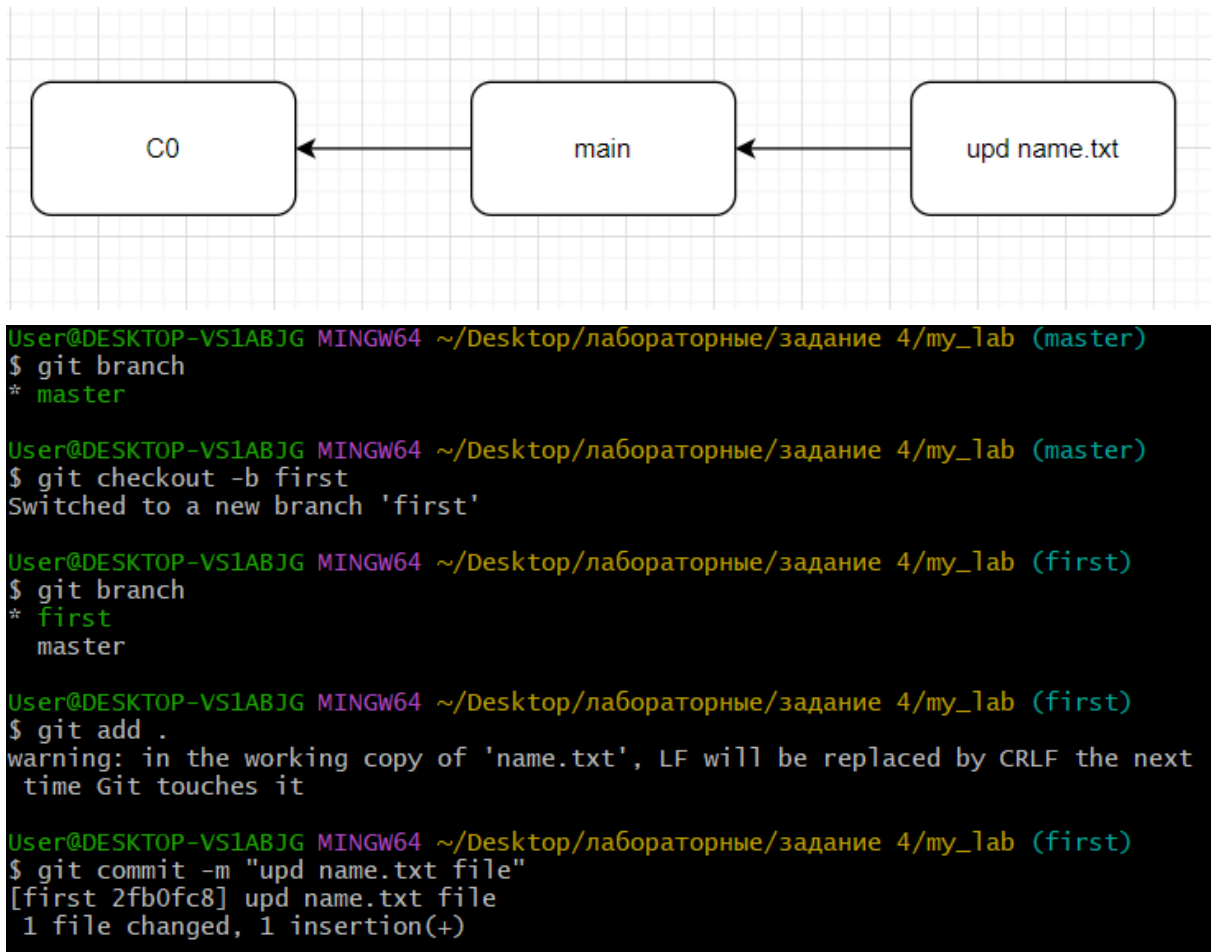 C0
main
upd name.txt
User@DESKTOP-VS1ABJG MINGW64 ~/Desktop/лабораторные/задание 4/my_lab (master)
$ git branch
* master
User@DESKTOP-VS1ABJG MINGW64 ~/Desktop/лабораторные/задание 4/my_lab (master)
$ git checkout -b first
Switched to a new branch 'first'
User@DESKTOP-VS1ABJG MINGW64 ~/Desktop/лабораторные/задание 4/my_lab (first)
$ git branch
* first
master
User@DESKTOP-VS1ABJG MINGW64 ~/Desktop/лабораторные/задание 4/my_lab (first)
$ git add .
warning: in the working copy of 'name.txt', LF will be replaced by CRLF the next
time Git touches it
User@DESKTOP-VS1ABJG MINGW64 ~/Desktop/лабораторные/задание 4/my_lab (first)
$ git commit -m "upd name.txt file"
[first 2fb0fc8] upd name.txt file
1 file changed, 1 insertion(+)